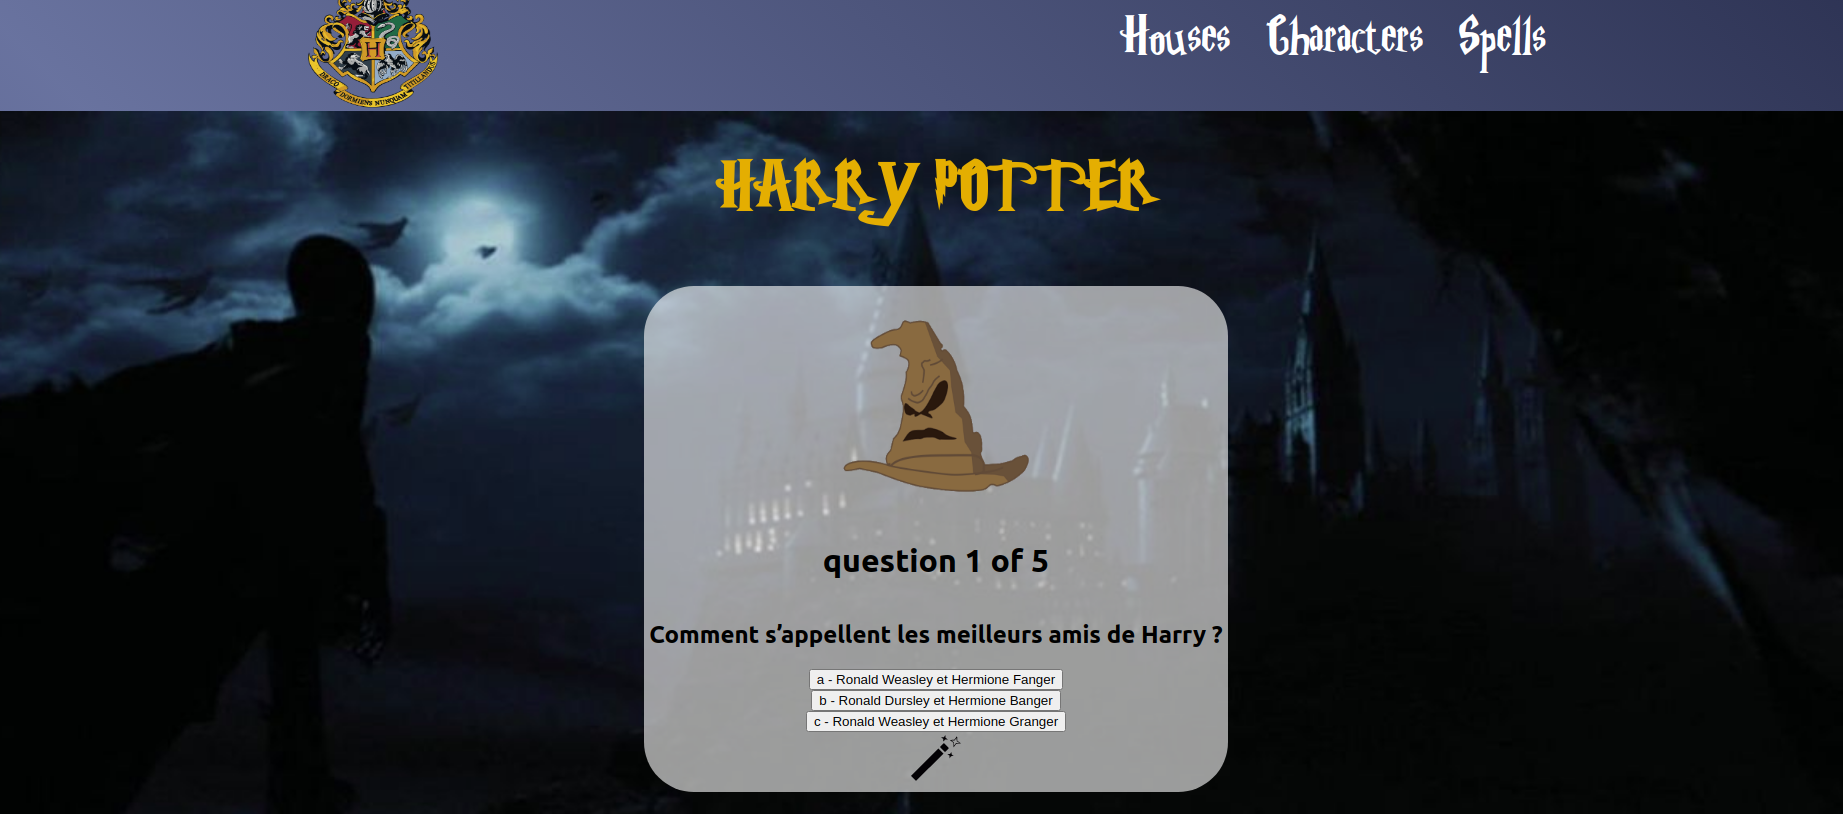 H
DRACO DORMIENS NUNQUAM TITILLANDUS
Houses Characters Spells
HARRY POTTER
question 1 of 5
Comment s’appellent les meilleurs amis de Harry ?
a - Ronald Weasley et Hermione Fanger
b - Ronald Dursley et Hermione Banger
c - Ronald Weasley et Hermione Granger